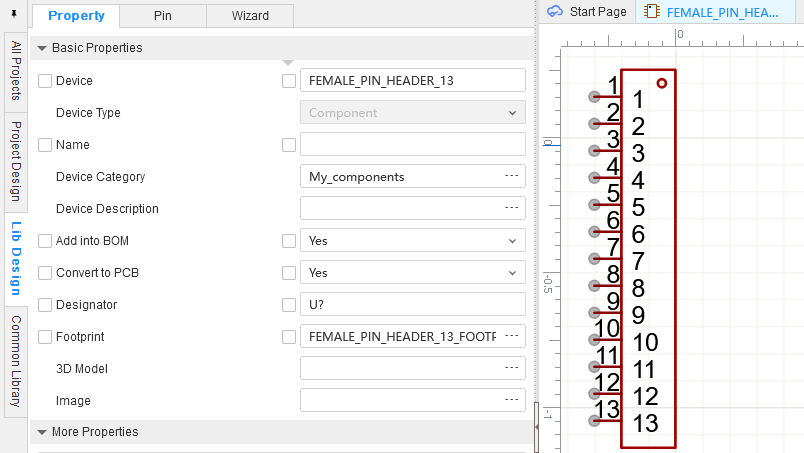 Property
Pin
Wizard
Start Page
FEMALE_PIN_HEA...
All Projects
Project Design
Lib Design
Common Library
Basic Properties
Device
FEMALE_PIN_HEADER_13
Device Type
Component
Name
Device Category
My_components
...
Device Description
...
Add into BOM
Yes
Convert to PCB
Yes
Designator
U?
Footprint
FEMALE_PIN_HEADER_13_FOOTF
...
3D Model
...
Image
...
More Properties
0
0
-0.5
-1
1
1
2
2
3
3
4
4
5
5
6
6
7
7
8
8
9
9
10
10
11
11
12
12
13
13